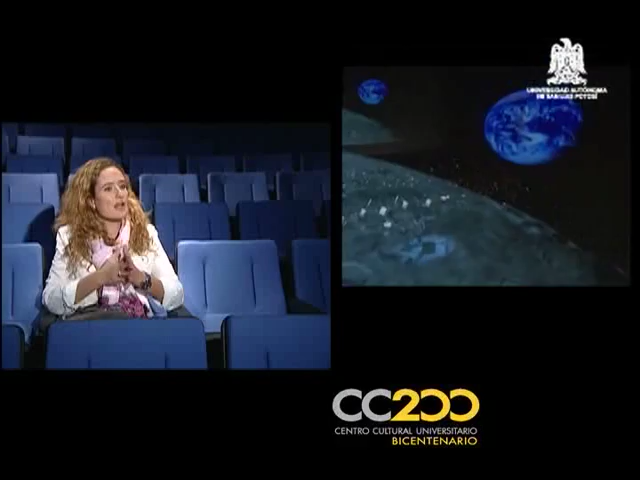 UNIVERSIDAD AUTÓNOMA
DE SAN LUIS POTOSÍ
CC200
CENTRO CULTURAL UNIVERSITARIO
BICENTENARIO